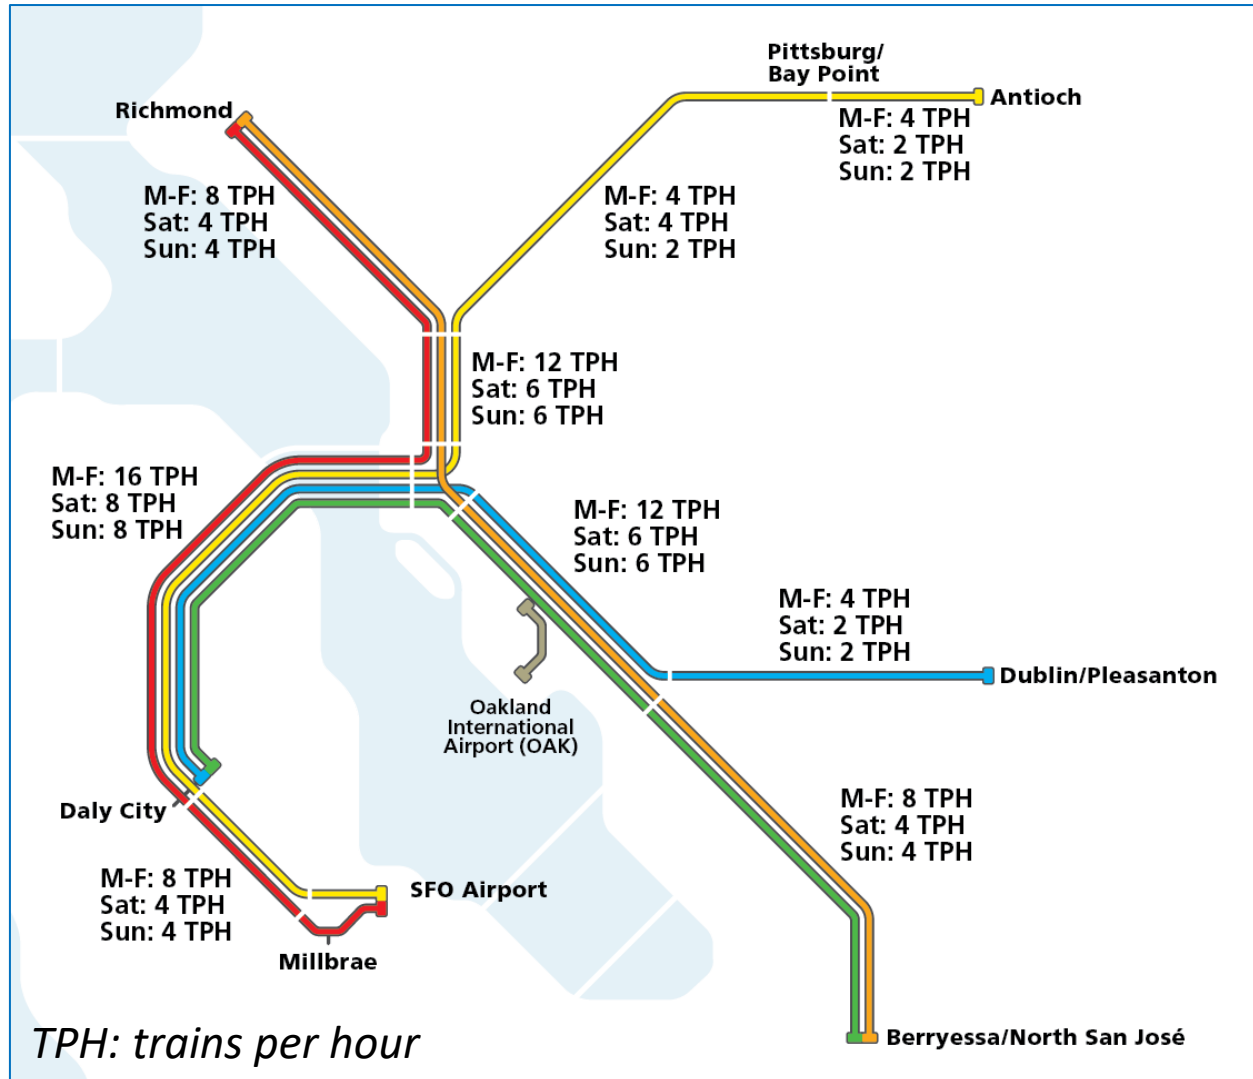 Pittsburg/
Bay Point
Antioch
M-F: 4 TPH
Sat: 2 TPH
Sun: 2 TPH
Richmond
M-F: 8 TPH
Sat: 4 TPH
Sun: 4 TPH
M-F: 4 TPH
Sat: 4 TPH
Sun: 2 TPH
M-F: 12 TPH
Sat: 6 TPH
Sun: 6 TPH
M-F: 16 TPH
Sat: 8 TPH
Sun: 8 TPH
M-F: 12 TPH
Sat: 6 TPH
Sun: 6 TPH
M-F: 4 TPH
Sat: 2 TPH
Sun: 2 TPH
Dublin/Pleasanton
Oakland
International
Airport (OAK)
Daly City
M-F: 8 TPH
Sat: 4 TPH
Sun: 4 TPH
M-F: 8 TPH
Sat: 4 TPH
Sun: 4 TPH
SFO Airport
Millbrae
Berryessa/North San José
TPH: trains per hour